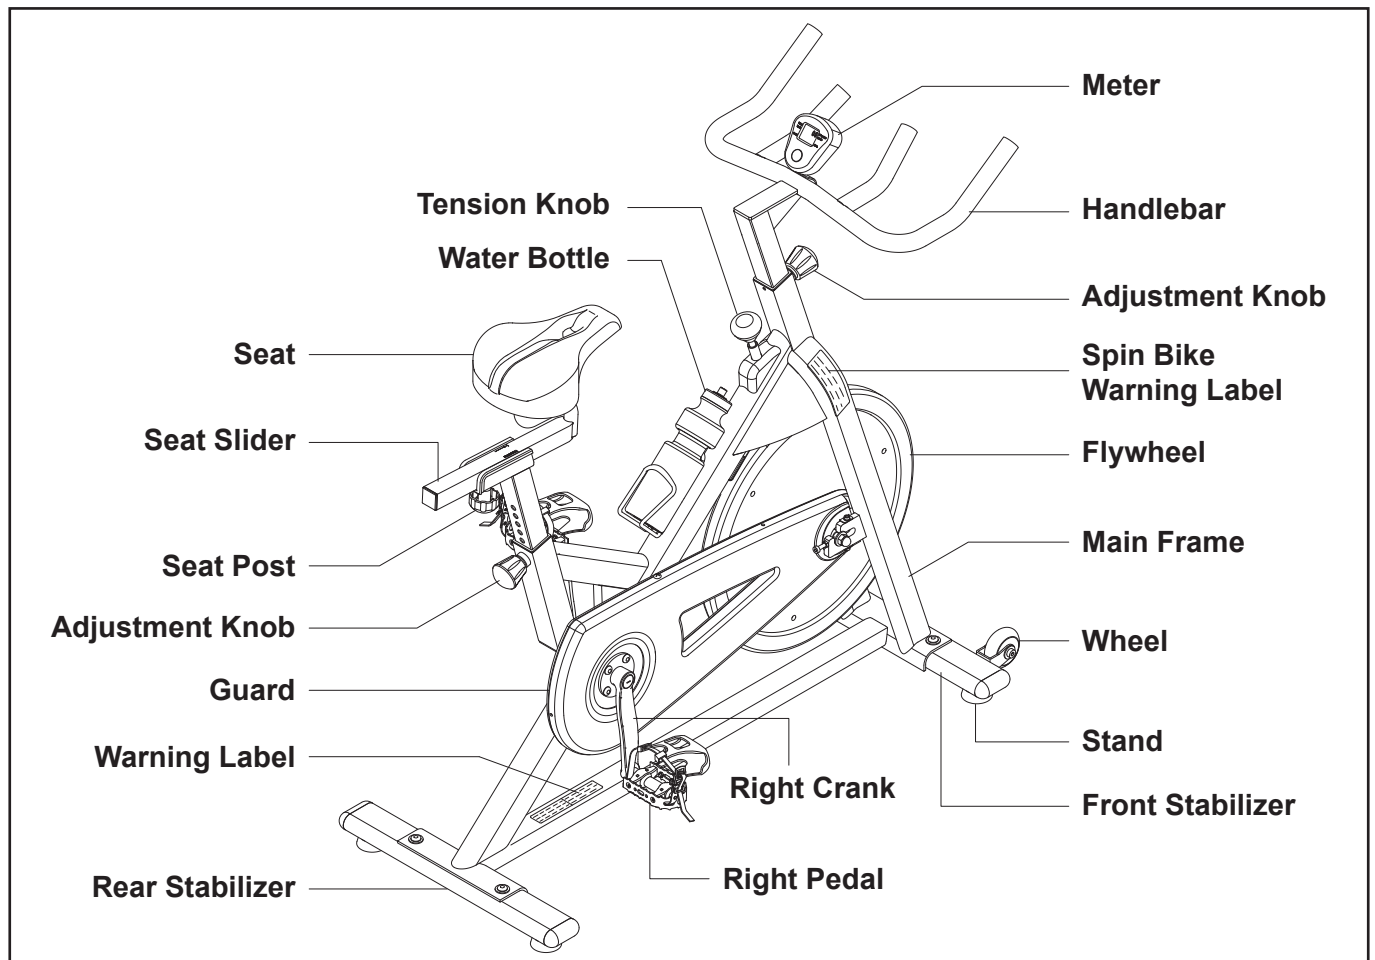 Meter
Tension Knob
Handlebar
Water Bottle
Adjustment Knob
Seat
Spin Bike
Warning Label
Seat Slider
Flywheel
Main Frame
Seat Post
Adjustment Knob
Wheel
Guard
Stand
Warning Label
Right Crank
Front Stabilizer
Right Pedal
Rear Stabilizer